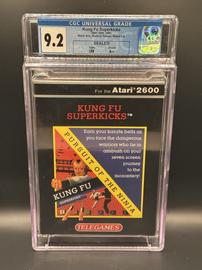 CGC UNIVERSAL GRADE
9.2
Kung Fu Superkicks
SEALED
For the Atari® 2600
KUNG FU
SUPERKICKS™
Earn your karate belts as
you face the dangerous
warriors who lie in
ambush on your
seven screen
journey
to the
monastery.
PURSUIT OF THE NINJA
KUNG FU
SUPERKICKS
TELEGAMES